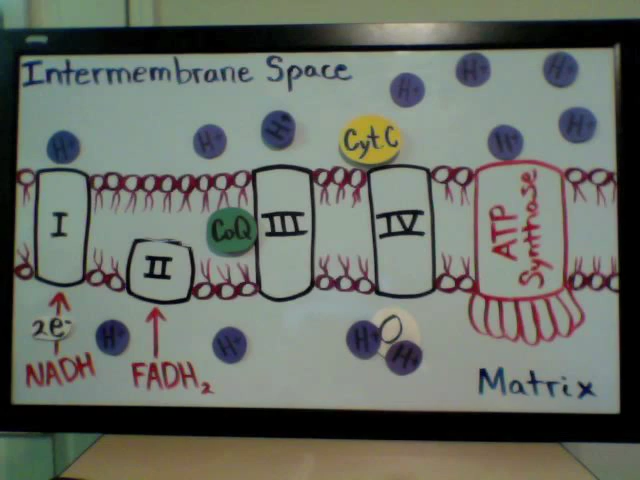 Intermembrane Space
H+
H+
H+
H+
H+
H+
H+
H+
H+
Cyt C
I
II
CoQ
III
IV
ATP
Synthase
2e-
H+
H+
H+
O
H+
NADH
FADH2
Matrix